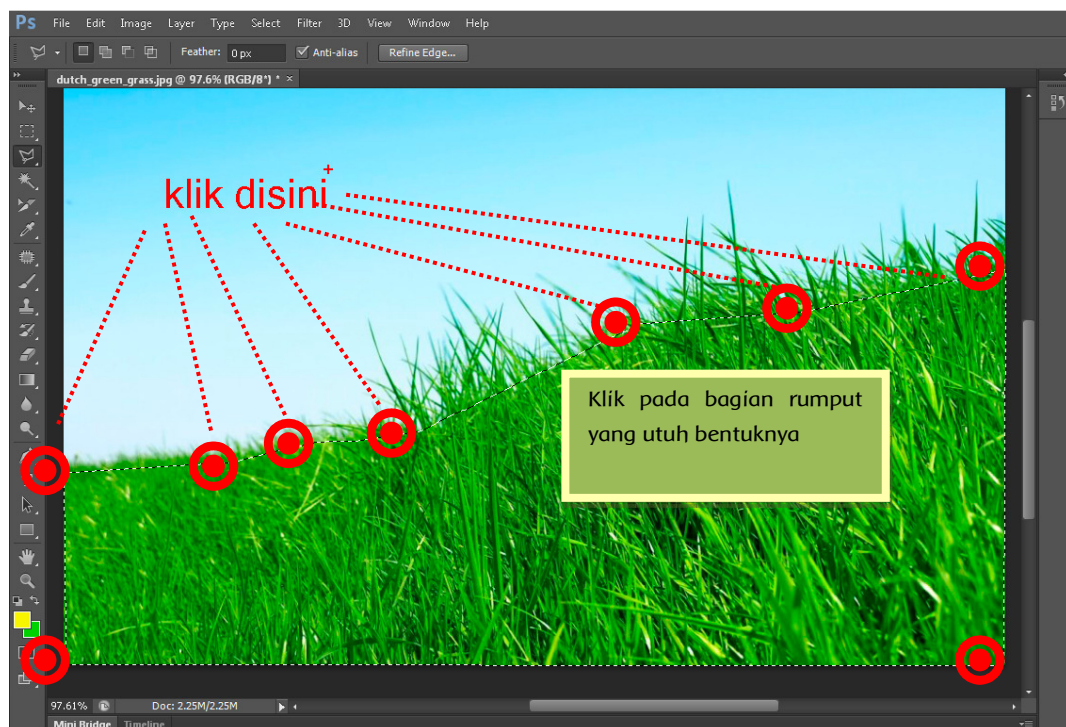 Ps File Edit Image Layer Type Select Filter 3D View Window Help
Feather: 0 px Anti-alias Refine Edge...
dutch_green_grass.jpg @ 97.6% (RGB/8*) * ×
klik disini
Klik pada bagian rumput
yang utuh bentuknya
97.61% Doc: 2.25M/2.25M
Mini Bridge Timeline